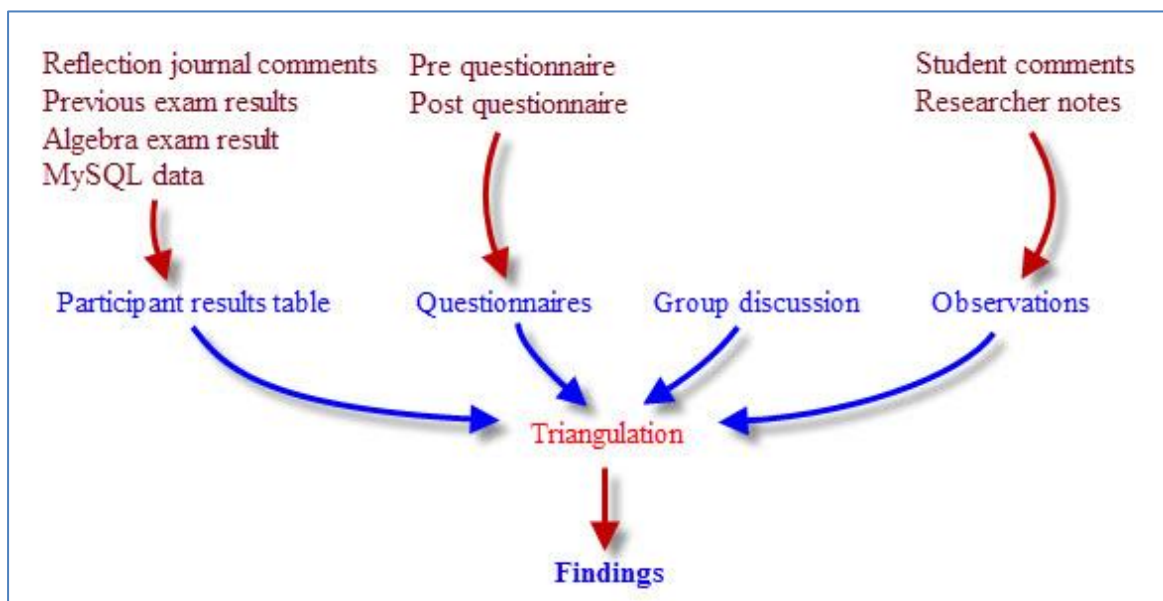 Reflection journal comments
Previous exam results
Algebra exam result
MySQL data
Pre questionnaire
Post questionnaire
Student comments
Researcher notes
Participant results table
Questionnaires
Group discussion
Observations
Triangulation
Findings